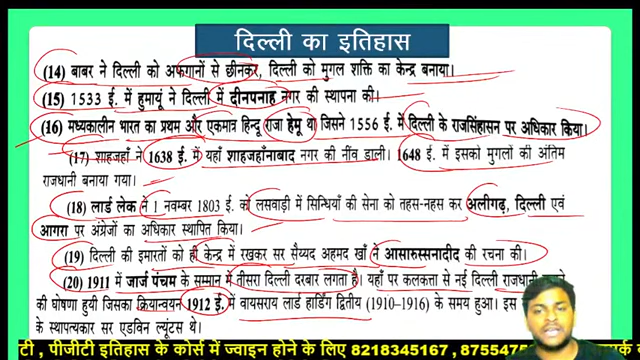 दिल्ली का इतिहास
(14) बाबर ने दिल्ली को अफगानों से छीनकर, दिल्ली को मुगल शक्ति का केन्द्र बनाया।
(15) 1533 ई. में हुमायूं ने दिल्ली में दीनपनाह नगर की स्थापना की।
(16) मध्यकालीन भारत का प्रथम और एकमात्र हिन्दू राजा हेमू था जिसने 1556 ई. में दिल्ली के राजसिंहासन पर अधिकार किया।
(17) शाहजहाँ ने 1638 ई. में यहाँ शाहजहाँनाबाद नगर की नींव डाली। 1648 ई. में इसको मुगलों की अंतिम
राजधानी बनाया गया।
(18) लार्ड लेक ने 1 नवम्बर 1803 ई. को लसवाड़ी में सिन्धियाँ की सेना को तहस-नहस कर अलीगढ़, दिल्ली एवं
आगरा पर अंग्रेजों का अधिकार स्थापित किया।
(19) दिल्ली की इमारतों को ही केन्द्र में रखकर सर सैय्यद अहमद खाँ ने आसारुस्सनादीद की रचना की।
(20) 1911 में जार्ज पंचम के सम्मान में तीसरा दिल्ली दरबार लगता है। यहाँ पर कलकत्ता से नई दिल्ली राजधानी
की घोषणा हुयी जिसका क्रियान्वयन 1912 ई. में वायसराय लार्ड हार्डिंग द्वितीय (1910-1916) के समय हुआ। इस
के स्थापत्यकार सर एडविन ल्यूंटस थे।
टी, पीजीटी इतिहास के कोर्स में ज्वाइन होने के लिए 8218345167, 8755